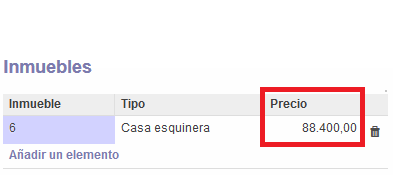 Inmuebles
Inmueble Tipo Precio
6 Casa esquinera 88.400,00
Añadir un elemento